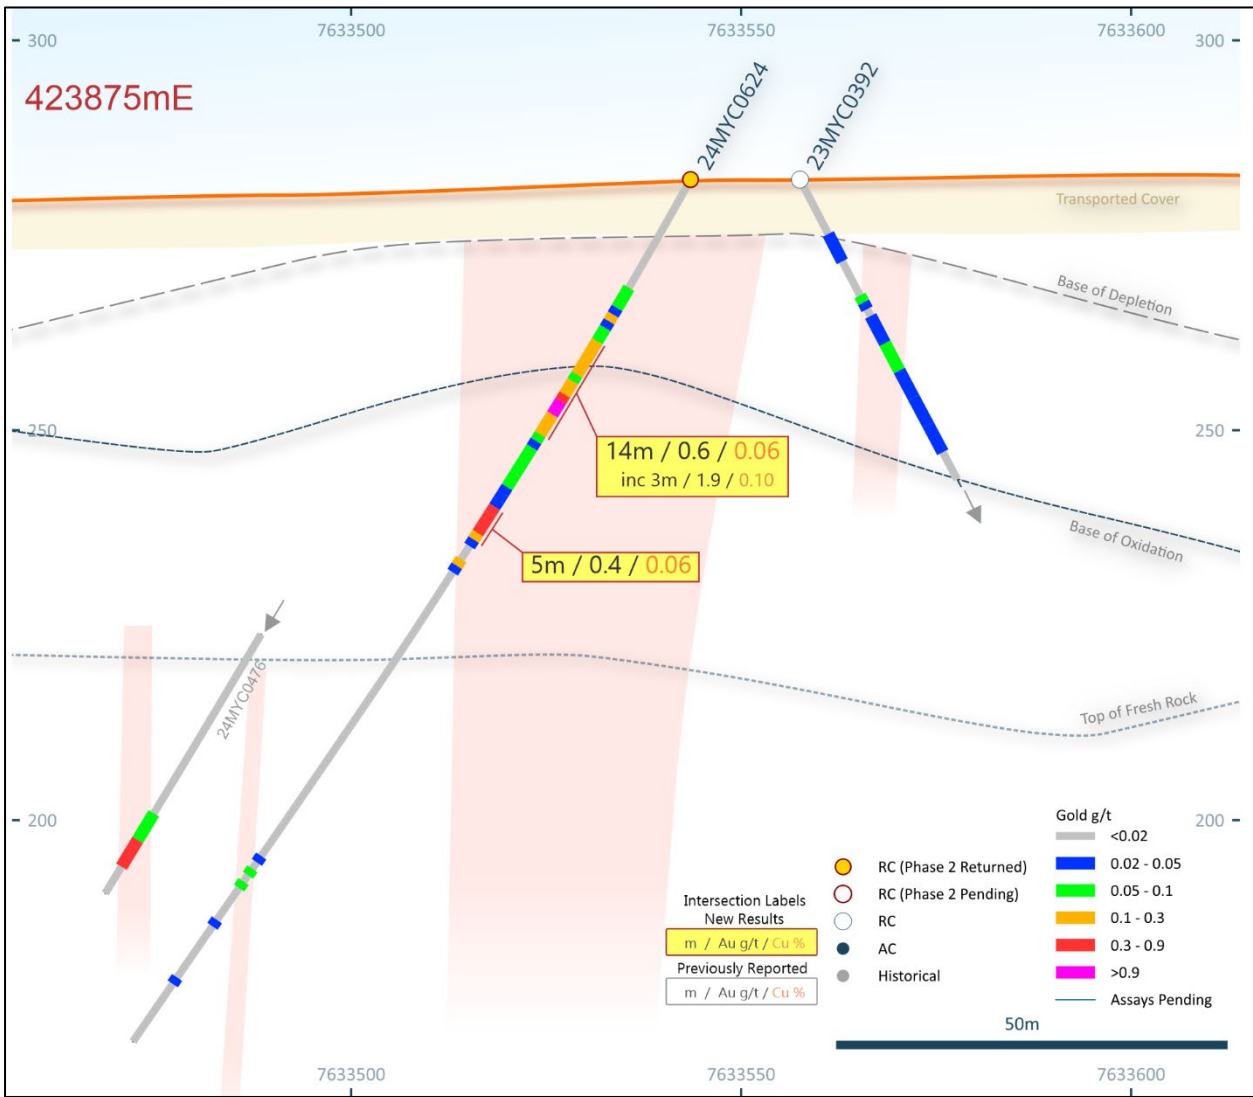 7633500
7633550
7633600
300
300
423875mE
24MYC0624
23MYC0392
Transported Cover
Base of Depletion
14m / 0.6 / 0.06
inc 3m / 1.9 / 0.10
250
250
Base of Oxidation
5m / 0.4 / 0.06
24MYC0476
Top of Fresh Rock
200
200
Intersection Labels
New Results
m / Au g/t / Cu %
Previously Reported
m / Au g/t / Cu %
RC (Phase 2 Returned)
RC (Phase 2 Pending)
RC
AC
Historical
Gold g/t
<0.02
0.02 - 0.05
0.05 - 0.1
0.1 - 0.3
0.3 - 0.9
>0.9
Assays Pending
50m
7633500
7633550
7633600